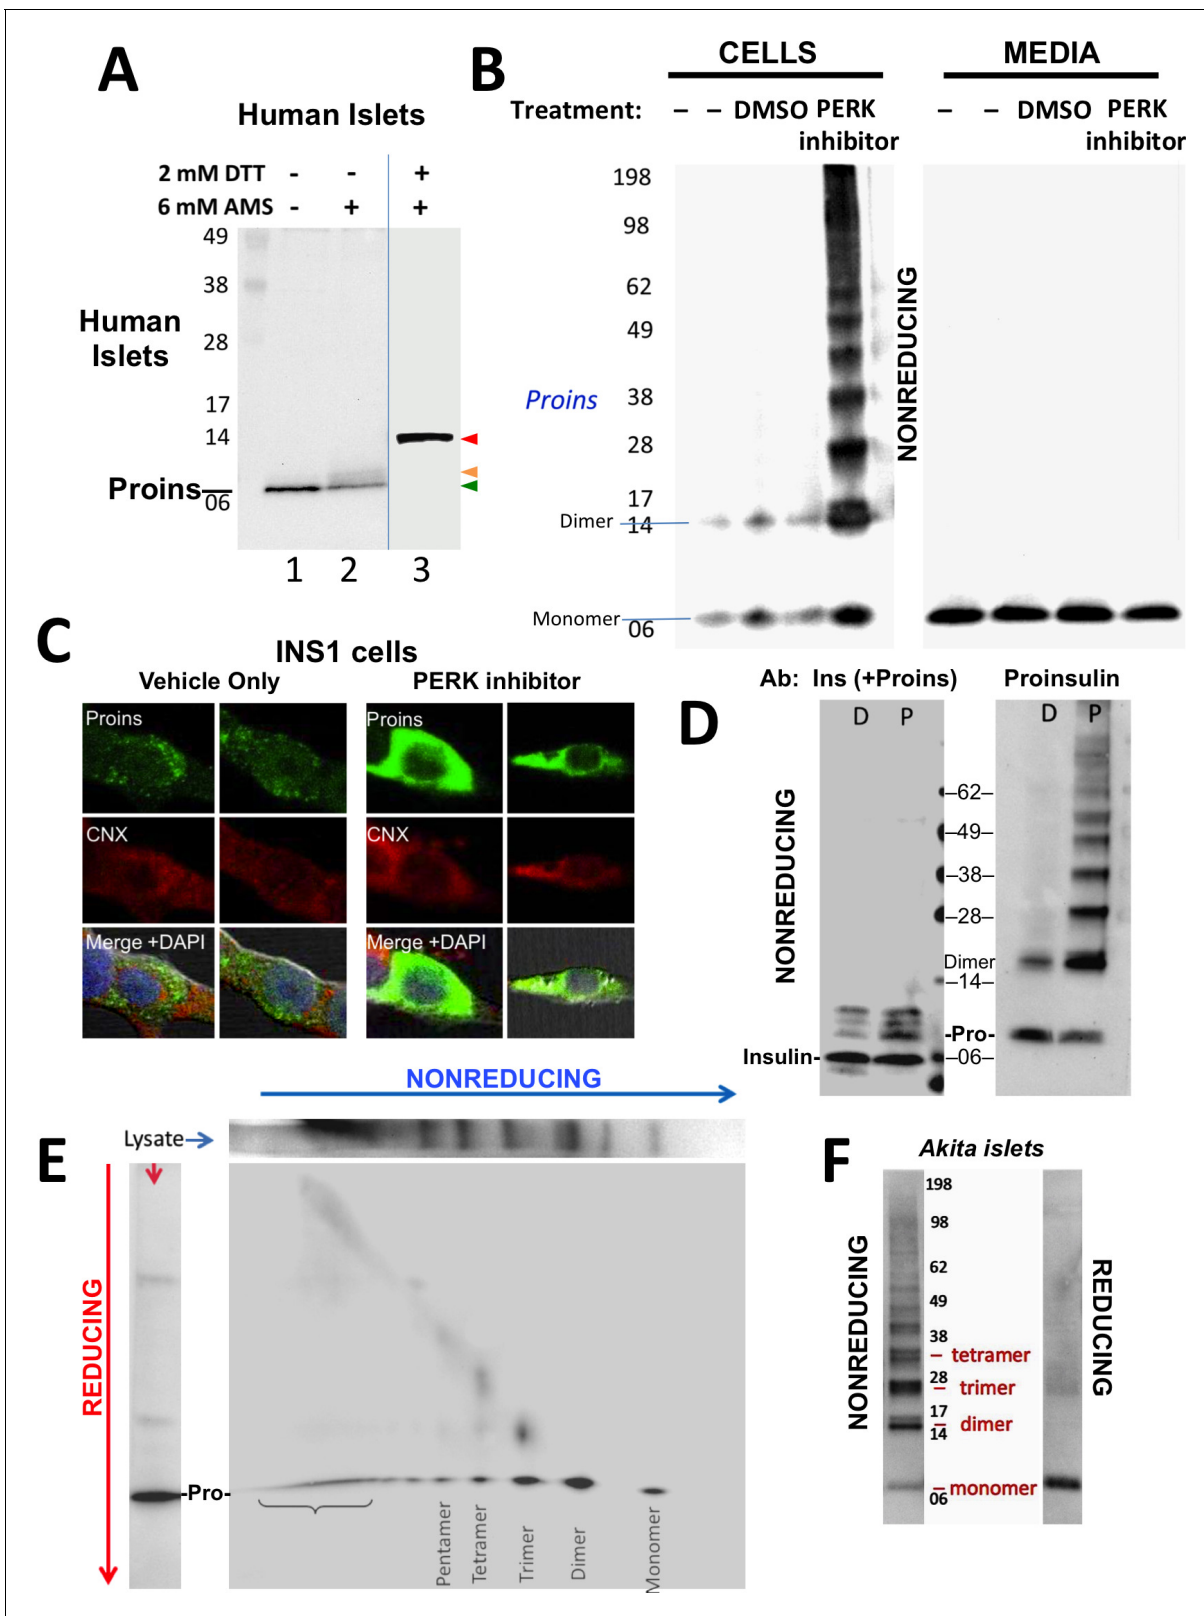 A
Human Islets
2 mM DTT - - +
6 mM AMS - + +
49
38
Human
Islets
28
17
14
Proins
06
1 2 3
B
CELLS MEDIA
Treatment: – – DMSO PERK inhibitor – – DMSO PERK inhibitor
198
98
62
49
Proins 38
28
17
Dimer 14
Monomer 06
NONREDUCING
C
INS1 cells
Vehicle Only PERK inhibitor
Proins Proins
CNX CNX
Merge +DAPI Merge +DAPI
D
Ab: Ins (+Proins) Proinsulin
D P D P
NONREDUCING
–62–
–49–
–38–
–28–
Dimer
–14–
-Pro-
Insulin- –06–
E
NONREDUCING
Lysate
REDUCING
-Pro-
Pentamer
Tetramer
Trimer
Dimer
Monomer
F
Akita islets
NONREDUCING
198
98
62
49
38
– tetramer
28
– trimer
17
– dimer
14
– monomer
06
REDUCING